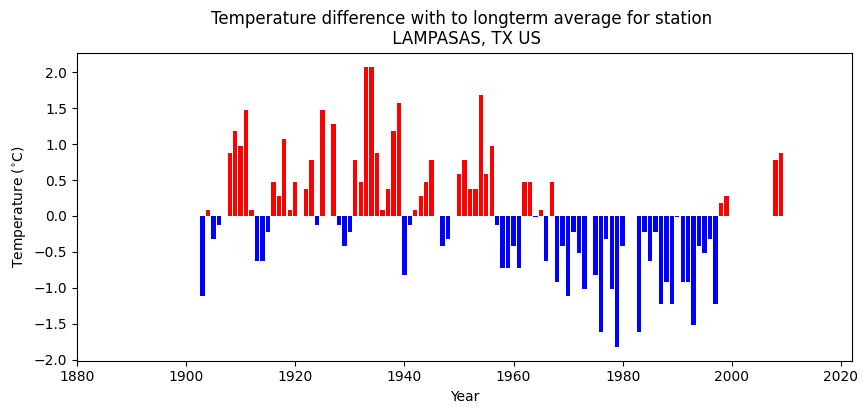 Temperature difference with to longterm average for station
LAMPASAS, TX US
Temperature (°C)
2.0
1.5
1.0
0.5
0.0
−0.5
−1.0
−1.5
−2.0
1880 1900 1920 1940 1960 1980 2000 2020
Year